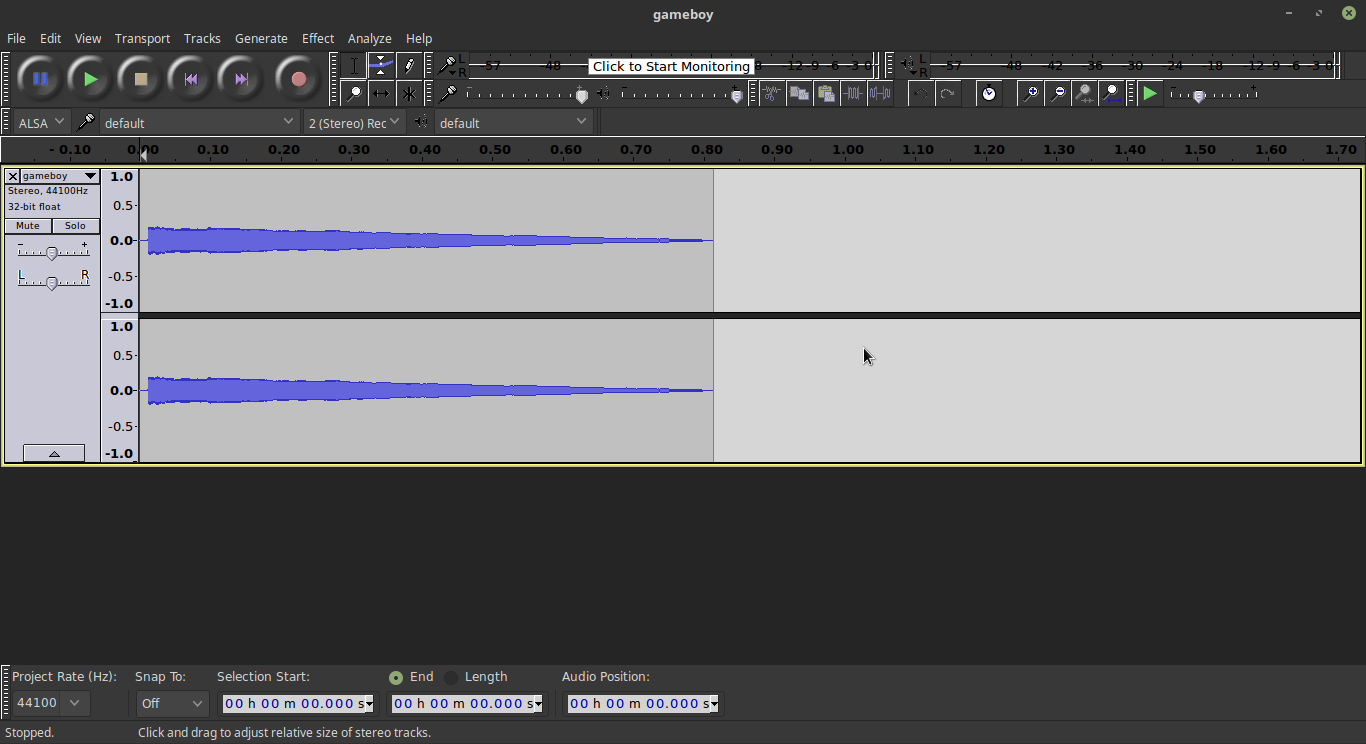 gameboy
File Edit View Transport Tracks Generate Effect Analyze Help
L -57 -48 Click to Start Monitoring 8 -12 -9 -6 -3 0 L -57 -48 -42 -36 -30 -24 -18 -12 -9 -6 -3 0
R R
ALSA default 2 (Stereo) Rec default
- 0.10 0.00 0.10 0.20 0.30 0.40 0.50 0.60 0.70 0.80 0.90 1.00 1.10 1.20 1.30 1.40 1.50 1.60 1.70
gameboy 1.0
Stereo, 44100Hz
32-bit float 0.5
Mute Solo
- + 0.0
L R -0.5
-1.0
1.0
0.5
0.0
-0.5
-1.0
Project Rate (Hz): Snap To: Selection Start: End Length Audio Position:
44100 Off 00 h 00 m 00.000 s 00 h 00 m 00.000 s 00 h 00 m 00.000 s
Stopped. Click and drag to adjust relative size of stereo tracks.